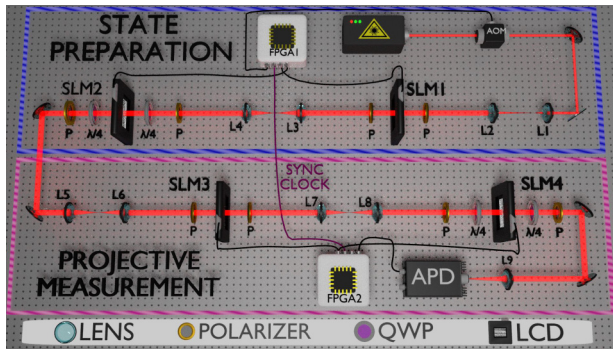 STATE
PREPARATION
FPGA1
AOM
SLM2
SLM1
P λ/4 λ/4 P L4 L3 P P L2 L1
SYNC
CLOCK
L5 L6 SLM3 L7 L8 SLM4
P P P λ/4 λ/4 P
L9
PROJECTIVE
MEASUREMENT
FPGA2
APD
LENS POLARIZER QWP LCD